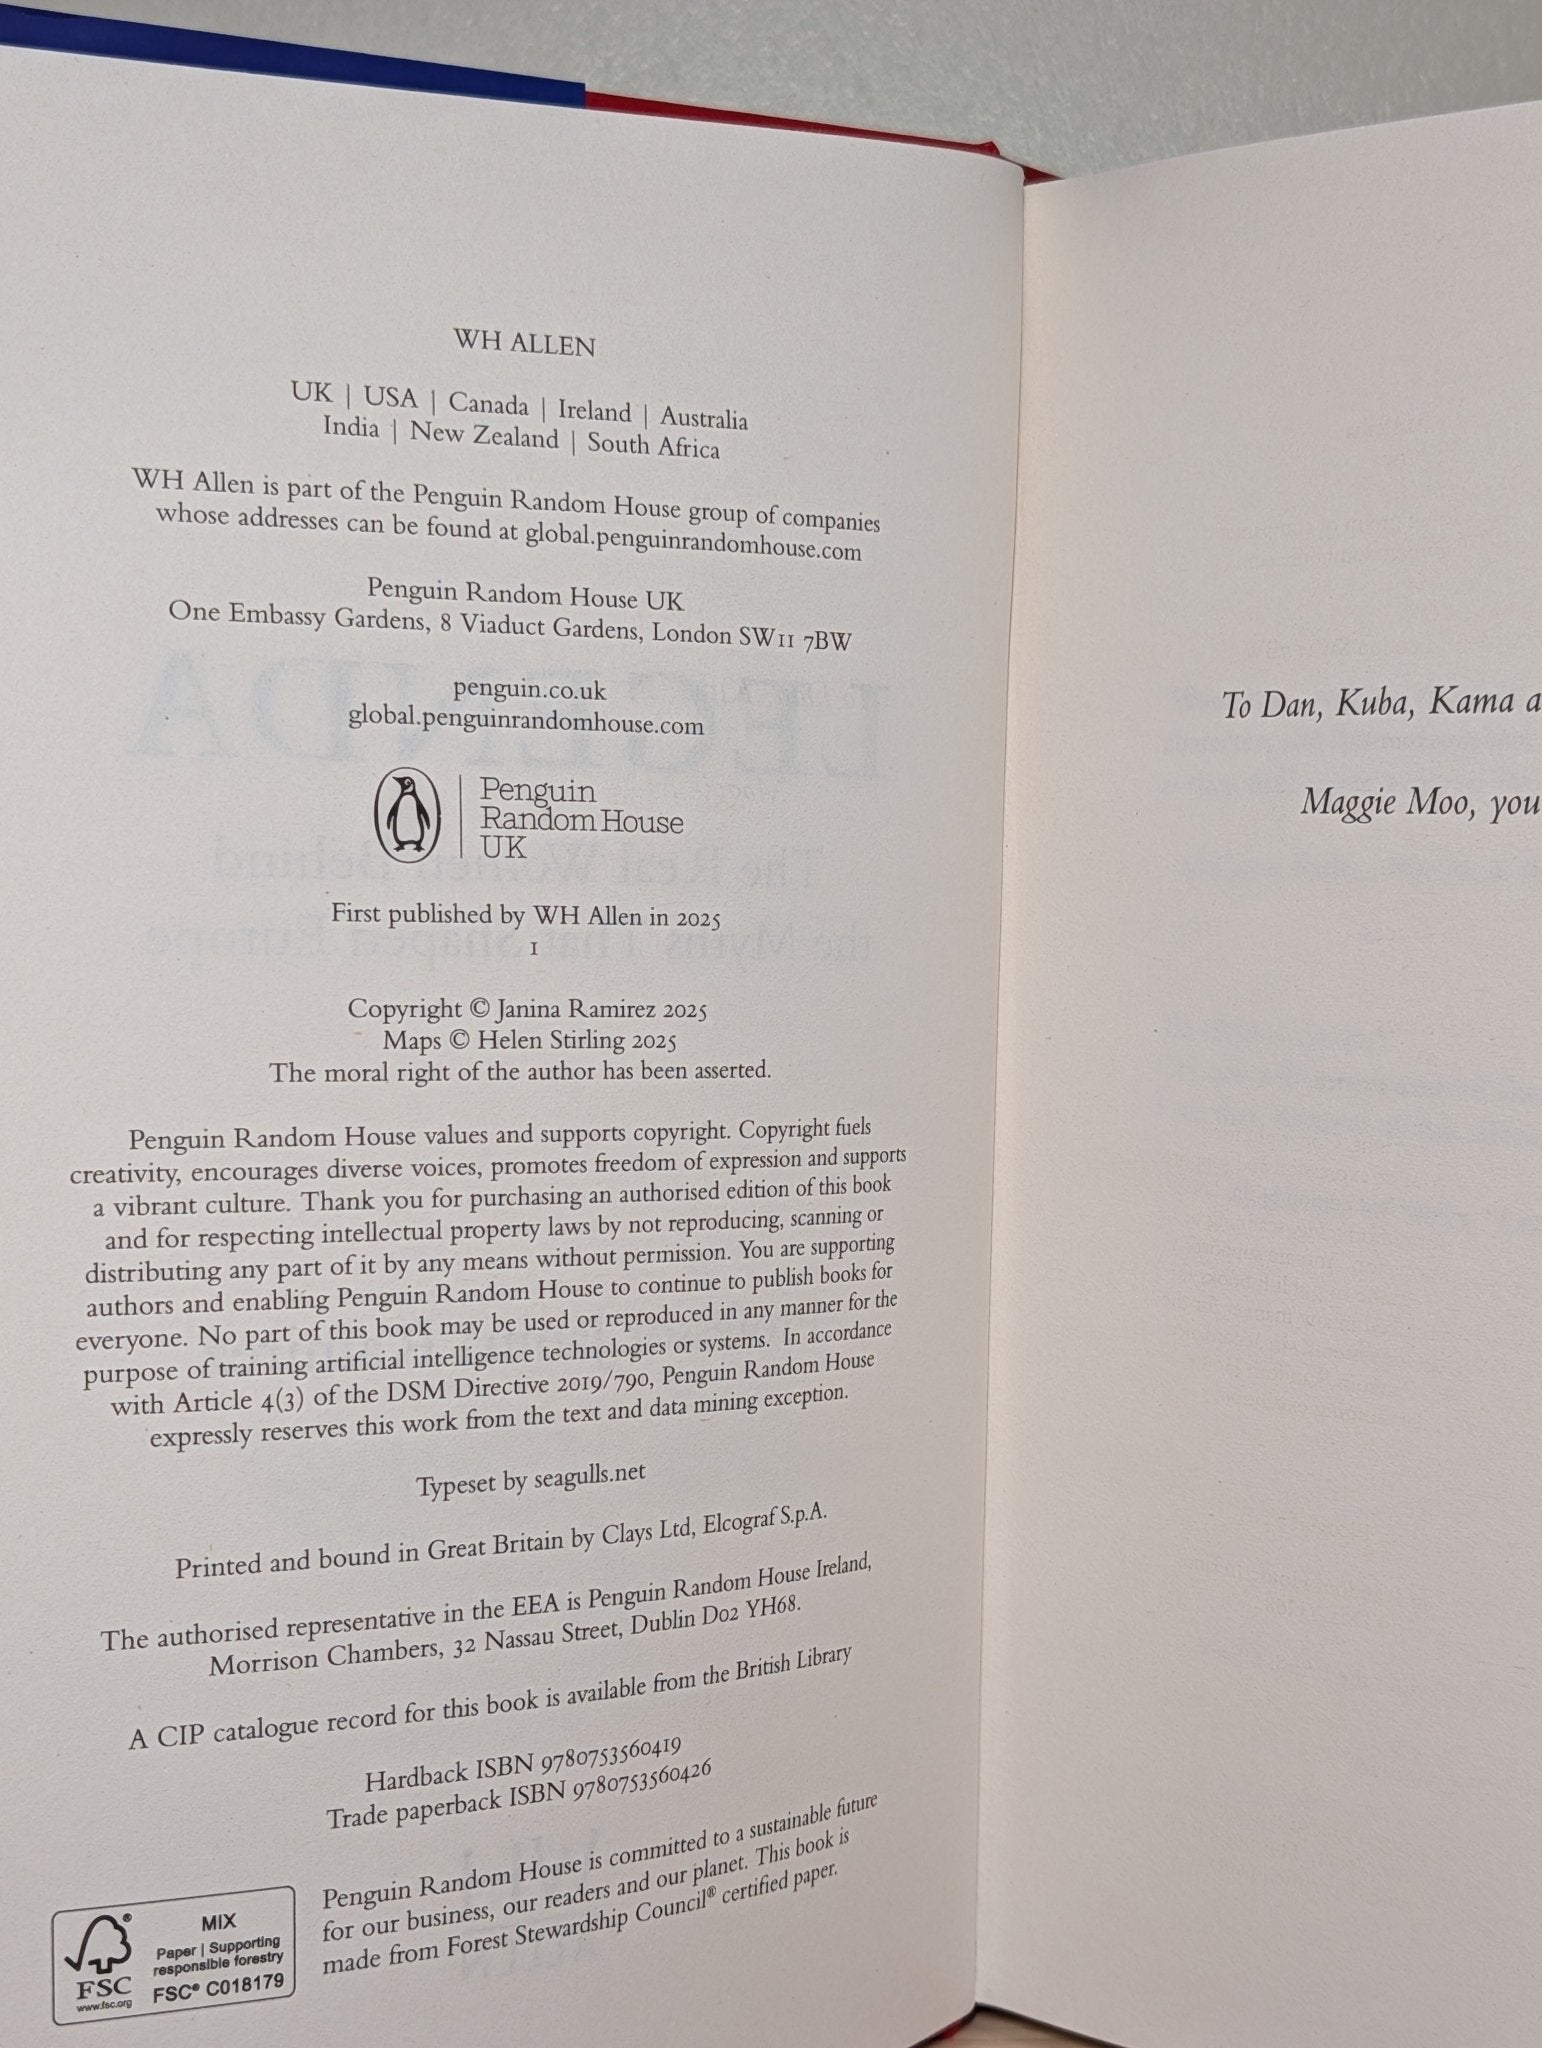 WH ALLEN
UK | USA | Canada | Ireland | Australia
India | New Zealand | South Africa
WH Allen is part of the Penguin Random House group of companies
whose addresses can be found at global.penguinrandomhouse.com
Penguin Random House UK
One Embassy Gardens, 8 Viaduct Gardens, London SW11 7BW
penguin.co.uk
global.penguinrandomhouse.com
Penguin
Random House
UK
First published by WH Allen in 2025
1
Copyright © Janina Ramirez 2025
Maps © Helen Stirling 2025
The moral right of the author has been asserted.
Penguin Random House values and supports copyright. Copyright fuels
creativity, encourages diverse voices, promotes freedom of expression and supports
a vibrant culture. Thank you for purchasing an authorised edition of this book
and for respecting intellectual property laws by not reproducing, scanning or
distributing any part of it by any means without permission. You are supporting
authors and enabling Penguin Random House to continue to publish books for
everyone. No part of this book may be used or reproduced in any manner for the
purpose of training artificial intelligence technologies or systems. In accordance
with Article 4(3) of the DSM Directive 2019/790, Penguin Random House
expressly reserves this work from the text and data mining exception.
Typeset by seagulls.net
Printed and bound in Great Britain by Clays Ltd, Elcograf S.p.A.
The authorised representative in the EEA is Penguin Random House Ireland,
Morrison Chambers, 32 Nassau Street, Dublin D02 YH68.
A CIP catalogue record for this book is available from the British Library
Hardback ISBN 9780753560419
Trade paperback ISBN 9780753560426
Penguin Random House is committed to a sustainable future
for our business, our readers and our planet. This book is
made from Forest Stewardship Council® certified paper.
FSC
www.fsc.org
MIX
Paper | Supporting
responsible forestry
FSC® C018179
To Dan, Kuba, Kama a
Maggie Moo, you